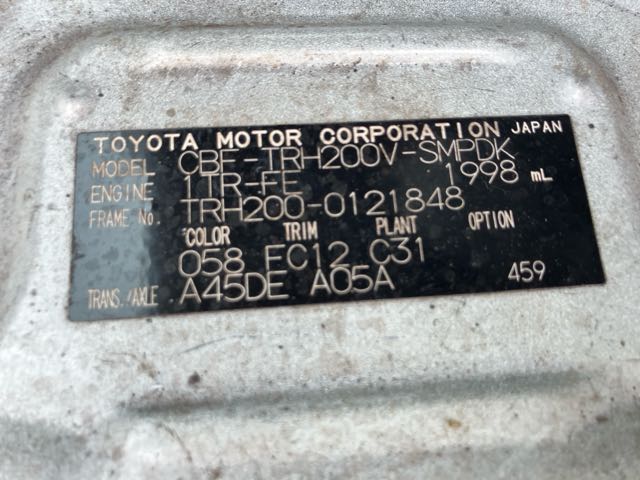 TOYOTA MOTOR CORPORATION JAPAN
MODEL CBF-TRH200V-SMPDK
ENGINE 1TR-FE 1998 mL
FRAME No. TRH200-0121848
*COLOR TRIM PLANT OPTION
058 EC12 C31
TRANS./AXLE A45DE A05A 459